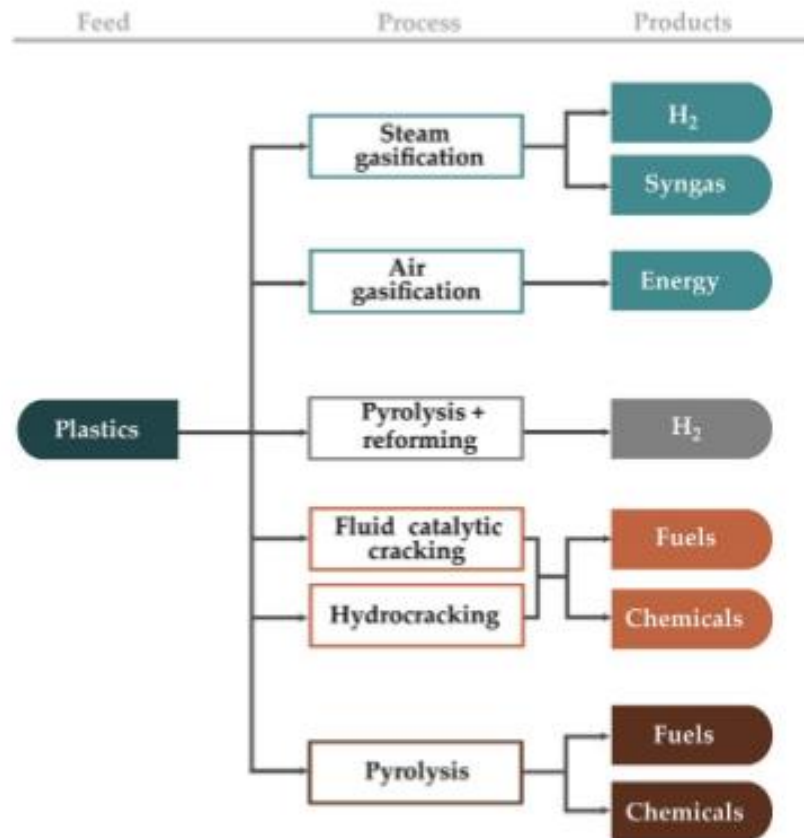 Feed Process Products
Steam
gasification
H₂
Syngas
Air
gasification
Energy
Plastics
Pyrolysis +
reforming
H₂
Fluid catalytic
cracking
Fuels
Hydrocracking
Chemicals
Pyrolysis
Fuels
Chemicals